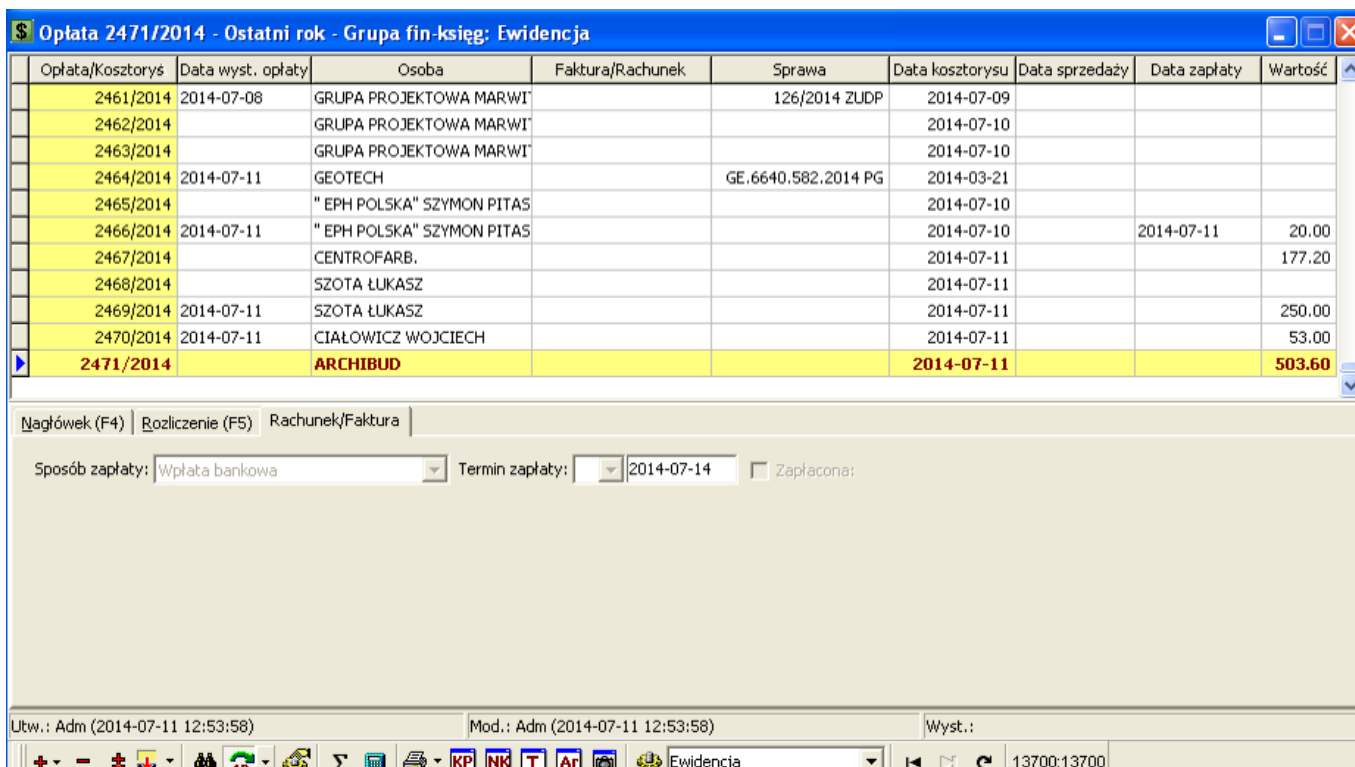 Opłata 2471/2014 - Ostatni rok - Grupa fin-księg: Ewidencja
Opłata/Kosztorys Data wyst. opłaty Osoba Faktura/Rachunek Sprawa Data kosztorysu Data sprzedaży Data zapłaty Wartość
2461/2014 2014-07-08 GRUPA PROJEKTOWA MARWI 126/2014 ZUDP 2014-07-09
2462/2014 GRUPA PROJEKTOWA MARWI 2014-07-10
2463/2014 GRUPA PROJEKTOWA MARWI 2014-07-10
2464/2014 2014-07-11 GEOTECH GE.6640.582.2014 PG 2014-03-21
2465/2014 " EPH POLSKA" SZYMON PITAS 2014-07-10
2466/2014 2014-07-11 " EPH POLSKA" SZYMON PITAS 2014-07-10 2014-07-11 20.00
2467/2014 CENTROFARB. 2014-07-11 177.20
2468/2014 SZOTA ŁUKASZ 2014-07-11
2469/2014 2014-07-11 SZOTA ŁUKASZ 2014-07-11 250.00
2470/2014 2014-07-11 CIAŁOWICZ WOJCIECH 2014-07-11 53.00
2471/2014 ARCHIBUD 2014-07-11 503.60
Nagłówek (F4) Rozliczenie (F5) Rachunek/Faktura
Sposób zapłaty: Wpłata bankowa Termin zapłaty: 2014-07-14 Zapłacona:
Utw.: Adm (2014-07-11 12:53:58) Mod.: Adm (2014-07-11 12:53:58) Wyst.:
KP NK T Ar Ewidencja 13700:13700